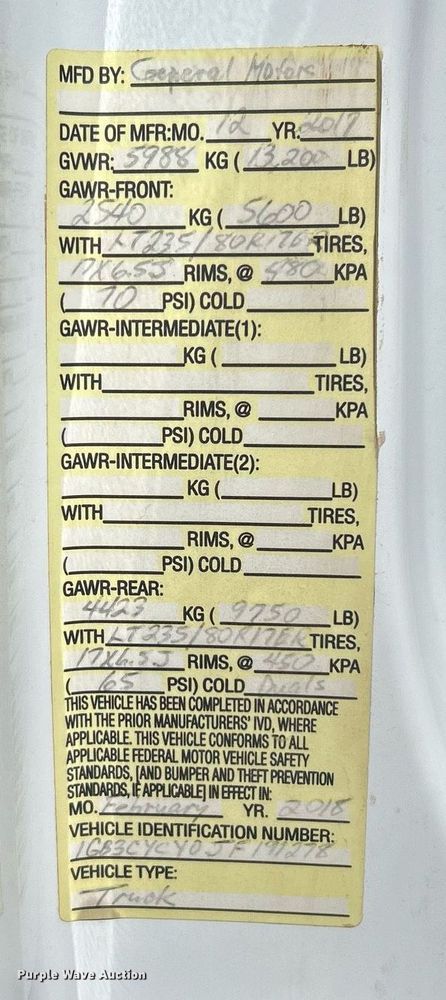 MFD BY: General Motors
DATE OF MFR:MO. 12 YR. 2017
GVWR: 5988 KG ( 13,200 LB)
GAWR-FRONT:
2540 KG ( 5600 LB)
WITH LT235/80R17E TIRES,
17X6.5J RIMS, @ 480 KPA
( 70 PSI) COLD
GAWR-INTERMEDIATE(1):
KG ( LB)
WITH TIRES,
RIMS, @ KPA
( PSI) COLD
GAWR-INTERMEDIATE(2):
KG ( LB)
WITH TIRES,
RIMS, @ KPA
( PSI) COLD
GAWR-REAR:
4423 KG ( 9750 LB)
WITH LT235/80R17E TIRES,
17X6.5J RIMS, @ 450 KPA
( 65 PSI) COLD Duals
THIS VEHICLE HAS BEEN COMPLETED IN ACCORDANCE
WITH THE PRIOR MANUFACTURERS' IVD, WHERE
APPLICABLE. THIS VEHICLE CONFORMS TO ALL
APPLICABLE FEDERAL MOTOR VEHICLE SAFETY
STANDARDS, [AND BUMPER AND THEFT PREVENTION
STANDARDS, IF APPLICABLE] IN EFFECT IN:
MO. February YR. 2018
VEHICLE IDENTIFICATION NUMBER:
1GB3CYCY0JF191278
VEHICLE TYPE:
Truck
Purple Wave Auction